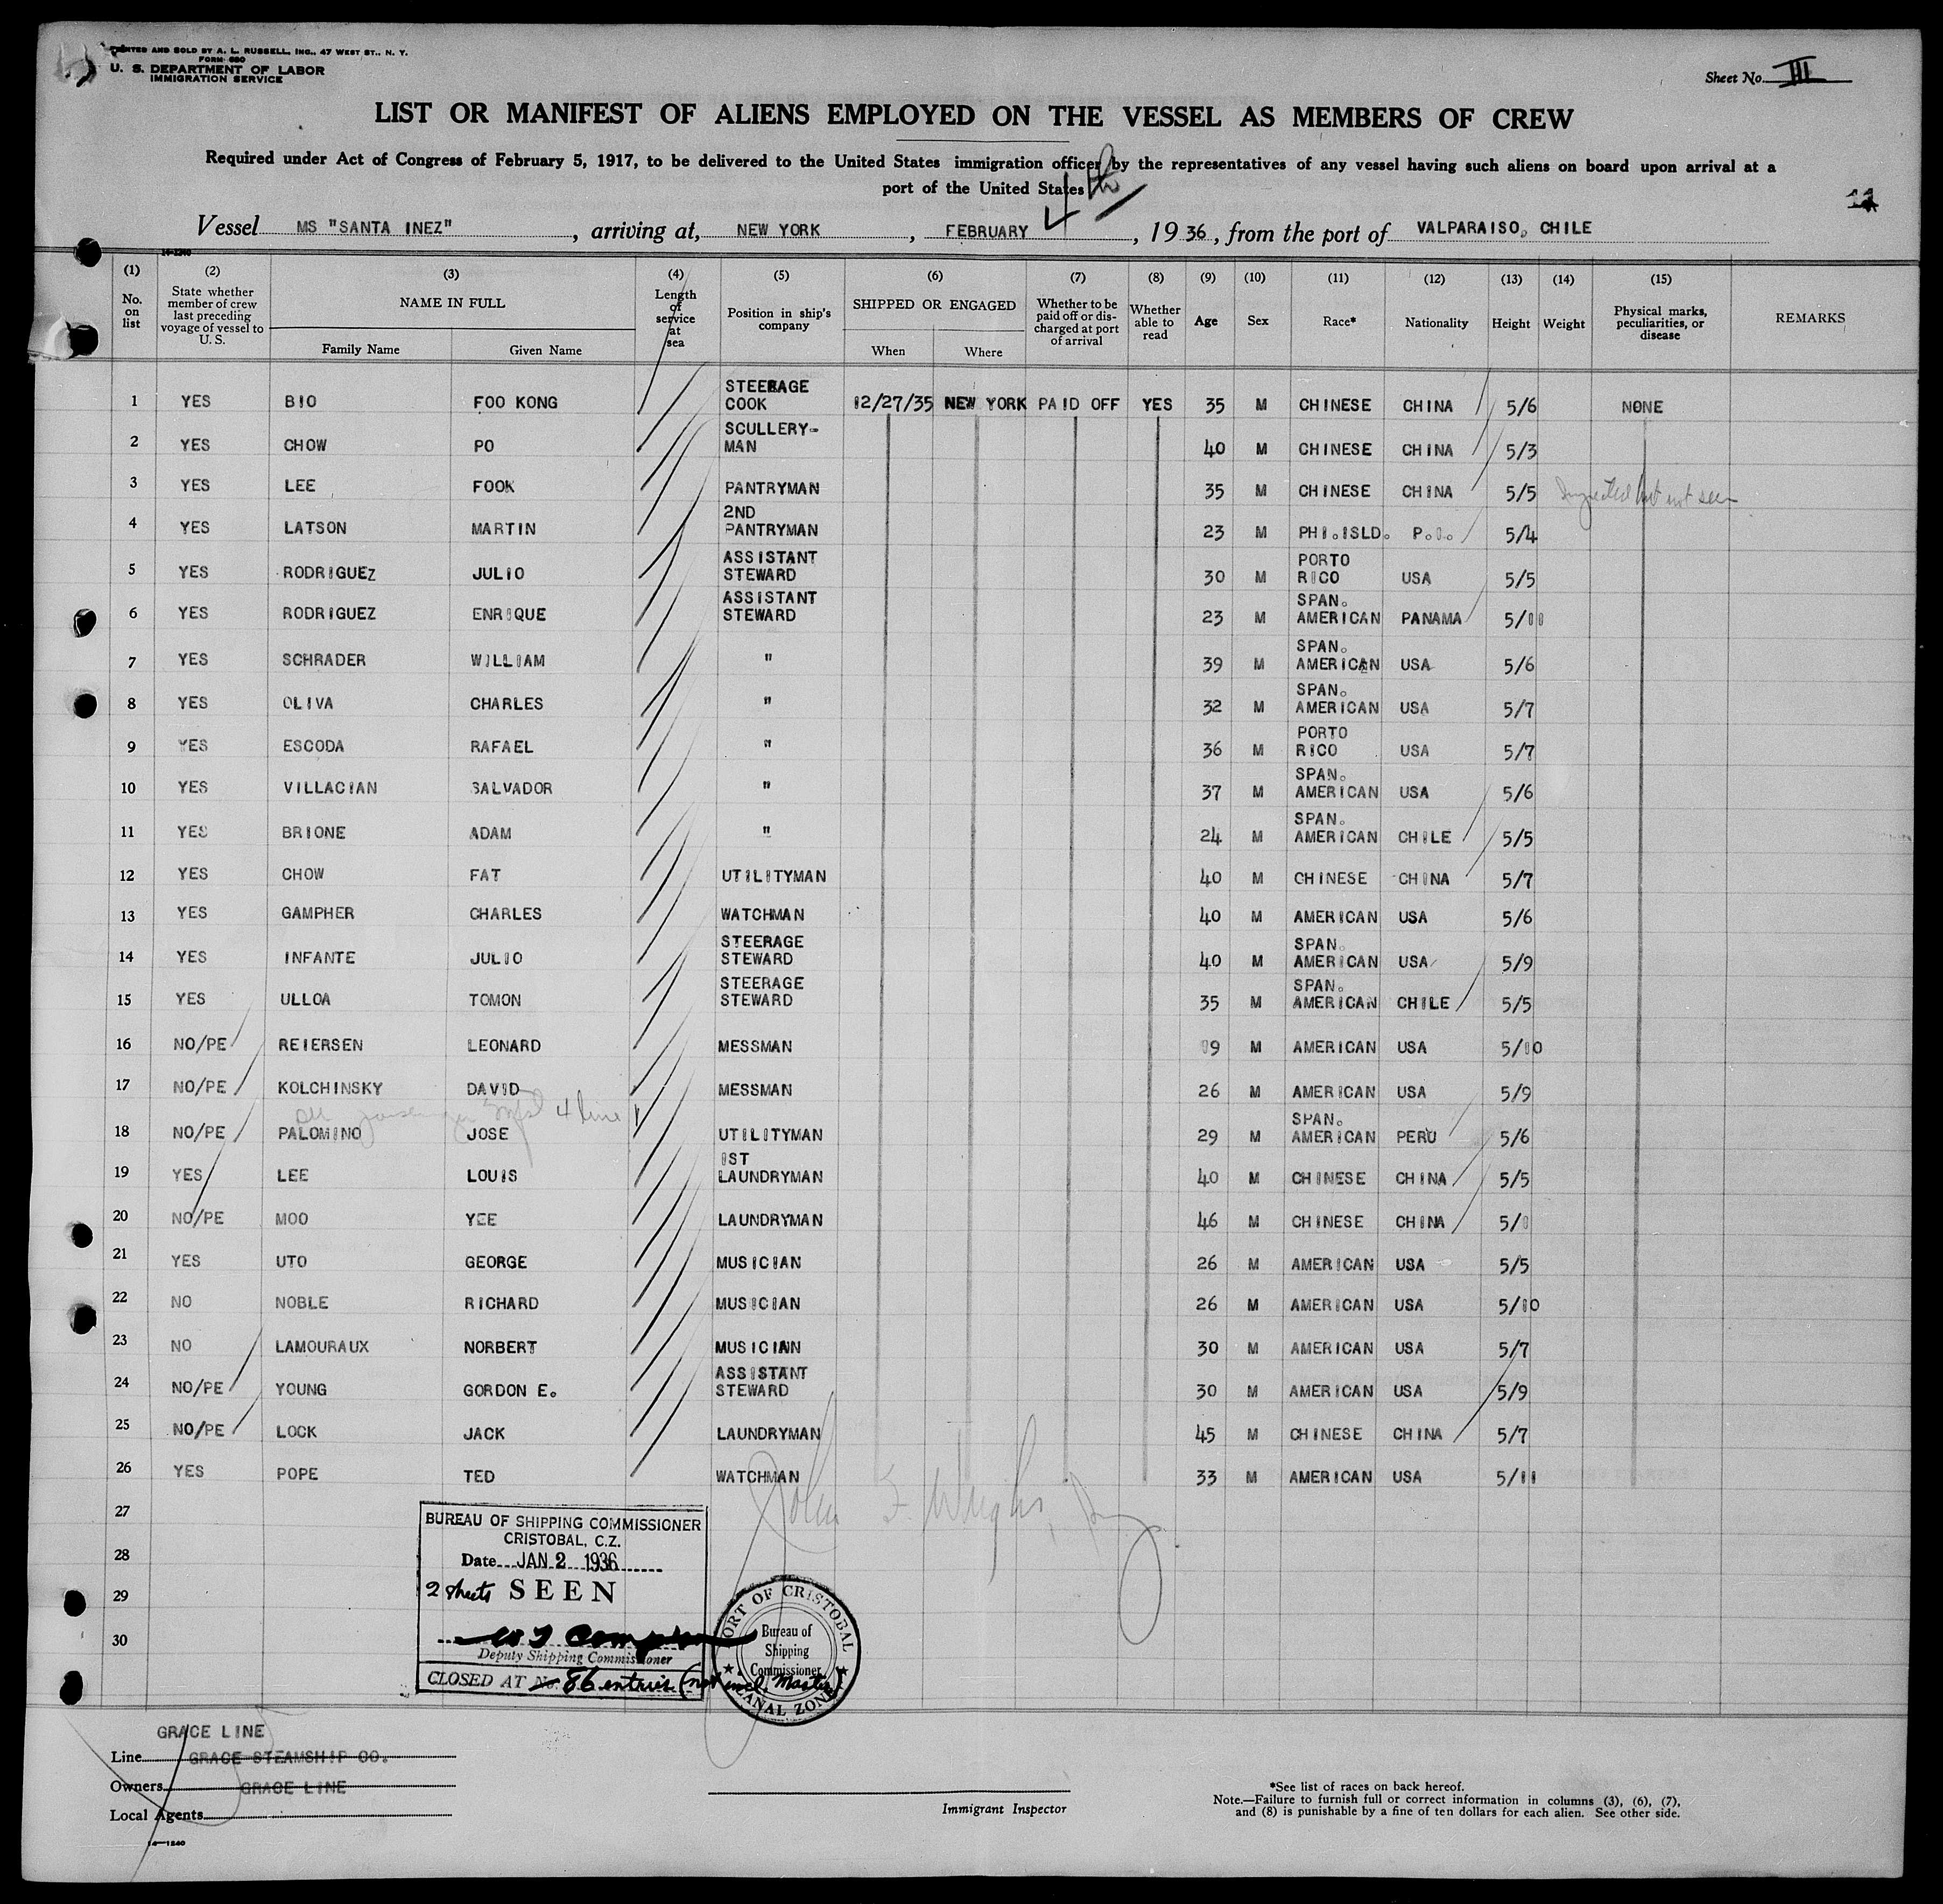 PRINTED AND SOLD BY A. L. RUSSELL, INC., 47 WEST ST., N. Y.
FORM 680
U. S. DEPARTMENT OF LABOR
IMMIGRATION SERVICE
Sheet No. III
LIST OR MANIFEST OF ALIENS EMPLOYED ON THE VESSEL AS MEMBERS OF CREW
Required under Act of Congress of February 5, 1917, to be delivered to the United States immigration officer by the representatives of any vessel having such aliens on board upon arrival at a
port of the United States
Vessel MS "SANTA INEZ", arriving at, NEW YORK, FEBRUARY 4th, 1936, from the port of VALPARAISO, CHILE
14-1240
(1) No. on list (2) State whether member of crew last preceding voyage of vessel to U. S. (3) NAME IN FULL Family Name Given Name (4) Length of service at sea (5) Position in ship's company (6) SHIPPED OR ENGAGED When Where (7) Whether to be paid off or discharged at port of arrival (8) Whether able to read (9) Age (10) Sex (11) Race* (12) Nationality (13) Height (14) Weight (15) Physical marks, peculiarities, or disease REMARKS
1 YES BIO FOO KONG STEERAGE COOK 12/27/35 NEW YORK PAID OFF YES 35 M CHINESE CHINA 5/6 NONE
2 YES CHOW PO SCULLERY-MAN 40 M CHINESE CHINA 5/3
3 YES LEE FOOK PANTRYMAN 35 M CHINESE CHINA 5/5 but not seen
4 YES LATSON MARTIN 2ND PANTRYMAN 23 M PHI.ISLD. P.I. 5/4
5 YES RODRIGUEZ JULIO ASSISTANT STEWARD 30 M PORTO RICO USA 5/5
6 YES RODRIGUEZ ENRIQUE ASSISTANT STEWARD 23 M SPAN. AMERICAN PANAMA 5/11
7 YES SCHRADER WILLIAM " 39 M SPAN. AMERICAN USA 5/6
8 YES OLIVA CHARLES " 32 M SPAN. AMERICAN USA 5/7
9 YES ESCODA RAFAEL " 36 M PORTO RICO USA 5/7
10 YES VILLACIAN SALVADOR " 37 M SPAN. AMERICAN USA 5/6
11 YES BRIONE ADAM " 24 M SPAN. AMERICAN CHILE 5/5
12 YES CHOW FAT UTILITYMAN 40 M CHINESE CHINA 5/7
13 YES GAMPHER CHARLES WATCHMAN 40 M AMERICAN USA 5/6
14 YES INFANTE JULIO STEERAGE STEWARD 40 M SPAN. AMERICAN USA 5/9
15 YES ULLOA TOMON STEERAGE STEWARD 35 M SPAN. AMERICAN CHILE 5/5
16 NO/PE REIERSEN LEONARD MESSMAN 19 M AMERICAN USA 5/10
17 NO/PE KOLCHINSKY DAVID MESSMAN 26 M AMERICAN USA 5/9
4 line 1
18 NO/PE PALOMINO JOSE UTILITYMAN 29 M SPAN. AMERICAN PERU 5/6
19 YES LEE LOUIS 1ST LAUNDRYMAN 40 M CHINESE CHINA 5/5
20 NO/PE MOO YEE LAUNDRYMAN 46 M CHINESE CHINA 5/1
21 YES UTO GEORGE MUSICIAN 26 M AMERICAN USA 5/5
22 NO NOBLE RICHARD MUSICIAN 26 M AMERICAN USA 5/10
23 NO LAMOURAUX NORBERT MUSICIAN 30 M AMERICAN USA 5/7
24 NO/PE YOUNG GORDON E. ASSISTANT STEWARD 30 M AMERICAN USA 5/9
25 NO/PE LOCK JACK LAUNDRYMAN 45 M CHINESE CHINA 5/7
26 YES POPE TED WATCHMAN 33 M AMERICAN USA 5/11
27
28
29
30
BUREAU OF SHIPPING COMMISSIONER
CRISTOBAL, C.Z.
Date JAN 2 1936
2 sheets SEEN
Deputy Shipping Commissioner
CLOSED AT No. 86 entries (not incl. Master)
PORT OF CRISTOBAL
Bureau of
Shipping
Commissioner
CANAL ZONE
GRACE LINE
Line GRACE STEAMSHIP CO.
Owners GRACE LINE
Local Agents
14-1240
Immigrant Inspector
*See list of races on back hereof.
Note.—Failure to furnish full or correct information in columns (3), (6), (7),
and (8) is punishable by a fine of ten dollars for each alien. See other side.